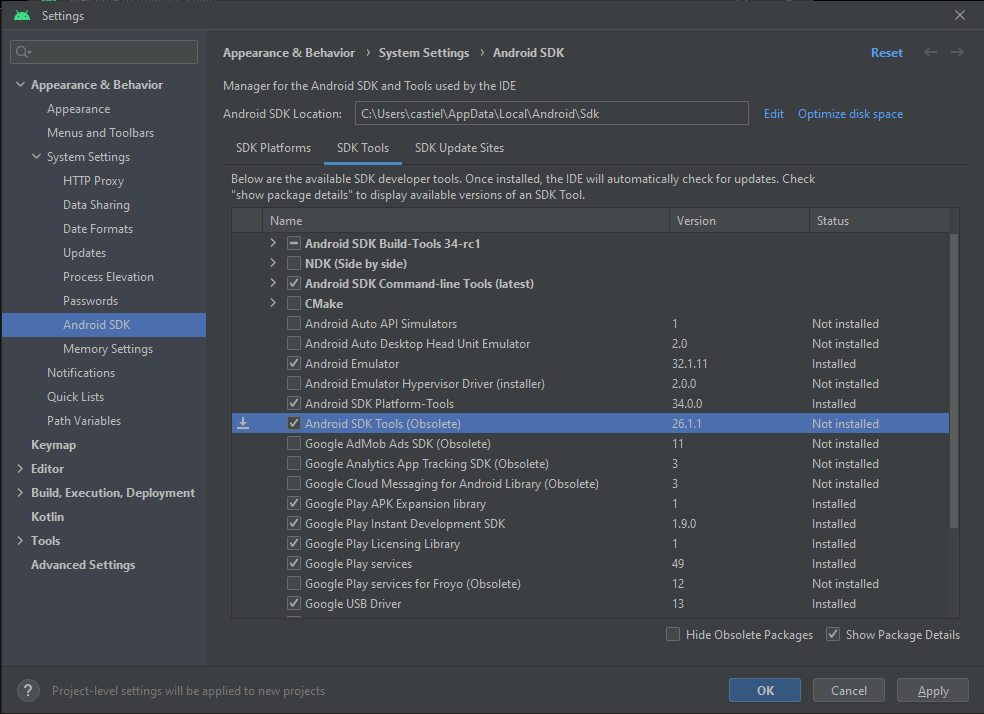 Settings
Appearance & Behavior
Appearance
Menus and Toolbars
System Settings
HTTP Proxy
Data Sharing
Date Formats
Updates
Process Elevation
Passwords
Android SDK
Memory Settings
Notifications
Quick Lists
Path Variables
Keymap
Editor
Build, Execution, Deployment
Kotlin
Tools
Advanced Settings
Appearance & Behavior › System Settings › Android SDK
Reset
Manager for the Android SDK and Tools used by the IDE
Android SDK Location: C:\Users\castiel\AppData\Local\Android\Sdk Edit Optimize disk space
SDK Platforms SDK Tools SDK Update Sites
Below are the available SDK developer tools. Once installed, the IDE will automatically check for updates. Check
"show package details" to display available versions of an SDK Tool.
Name Version Status
Android SDK Build-Tools 34-rc1
NDK (Side by side)
Android SDK Command-line Tools (latest)
CMake
Android Auto API Simulators 1 Not installed
Android Auto Desktop Head Unit Emulator 2.0 Not installed
Android Emulator 32.1.11 Installed
Android Emulator Hypervisor Driver (installer) 2.0.0 Not installed
Android SDK Platform-Tools 34.0.0 Installed
Android SDK Tools (Obsolete) 26.1.1 Not installed
Google AdMob Ads SDK (Obsolete) 11 Not installed
Google Analytics App Tracking SDK (Obsolete) 3 Not installed
Google Cloud Messaging for Android Library (Obsolete) 3 Not installed
Google Play APK Expansion library 1 Installed
Google Play Instant Development SDK 1.9.0 Installed
Google Play Licensing Library 1 Installed
Google Play services 49 Installed
Google Play services for Froyo (Obsolete) 12 Not installed
Google USB Driver 13 Installed
Hide Obsolete Packages Show Package Details
? Project-level settings will be applied to new projects
OK Cancel Apply